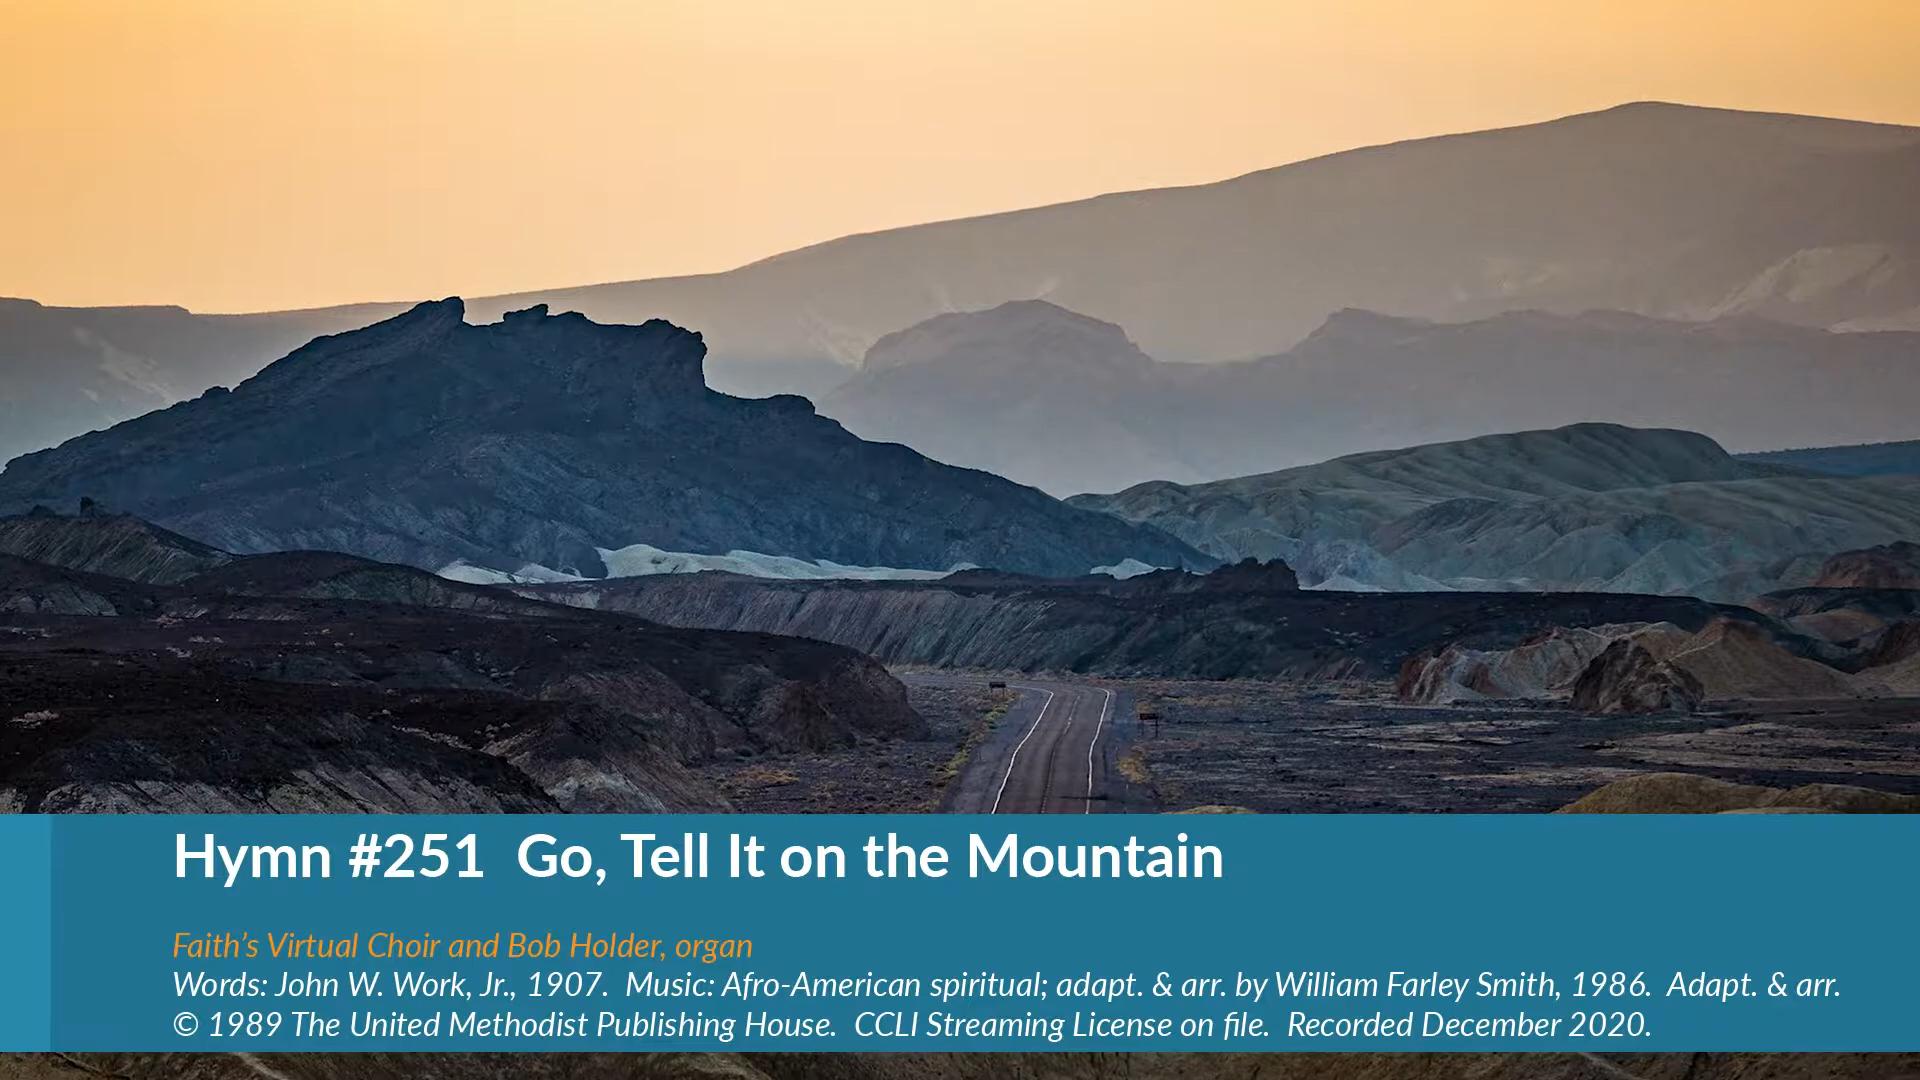 Hymn #251  Go, Tell It on the Mountain
Faith’s Virtual Choir and Bob Holder, organ
Words: John W. Work, Jr., 1907.  Music: Afro-American spiritual; adapt. & arr. by William Farley Smith, 1986.  Adapt. & arr.
© 1989 The United Methodist Publishing House.  CCLI Streaming License on file.  Recorded December 2020.